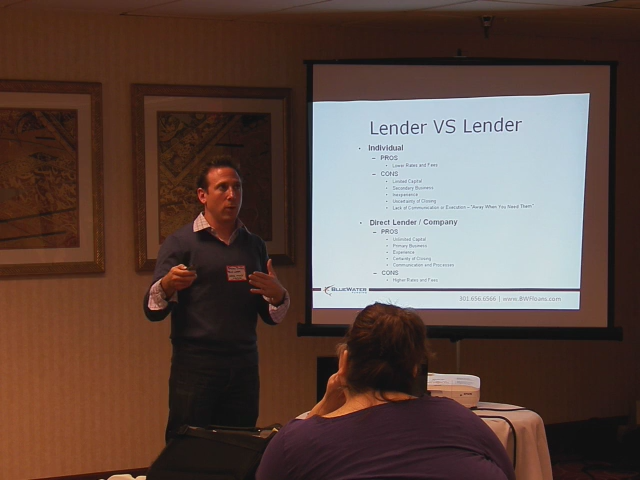 Lender VS Lender
• Individual
– PROS
• Lower Rates and Fees
– CONS
• Limited Capital
• Secondary Business
• Inexperience
• Uncertainty of Closing
• Lack of Communication or Execution – "Away When You Need Them"
• Direct Lender / Company
– PROS
• Unlimited Capital
• Primary Business
• Experience
• Certainty of Closing
• Communication and Processes
– CONS
• Higher Rates and Fees
BLUEWATER
301.656.6566 | www.BWFloans.com